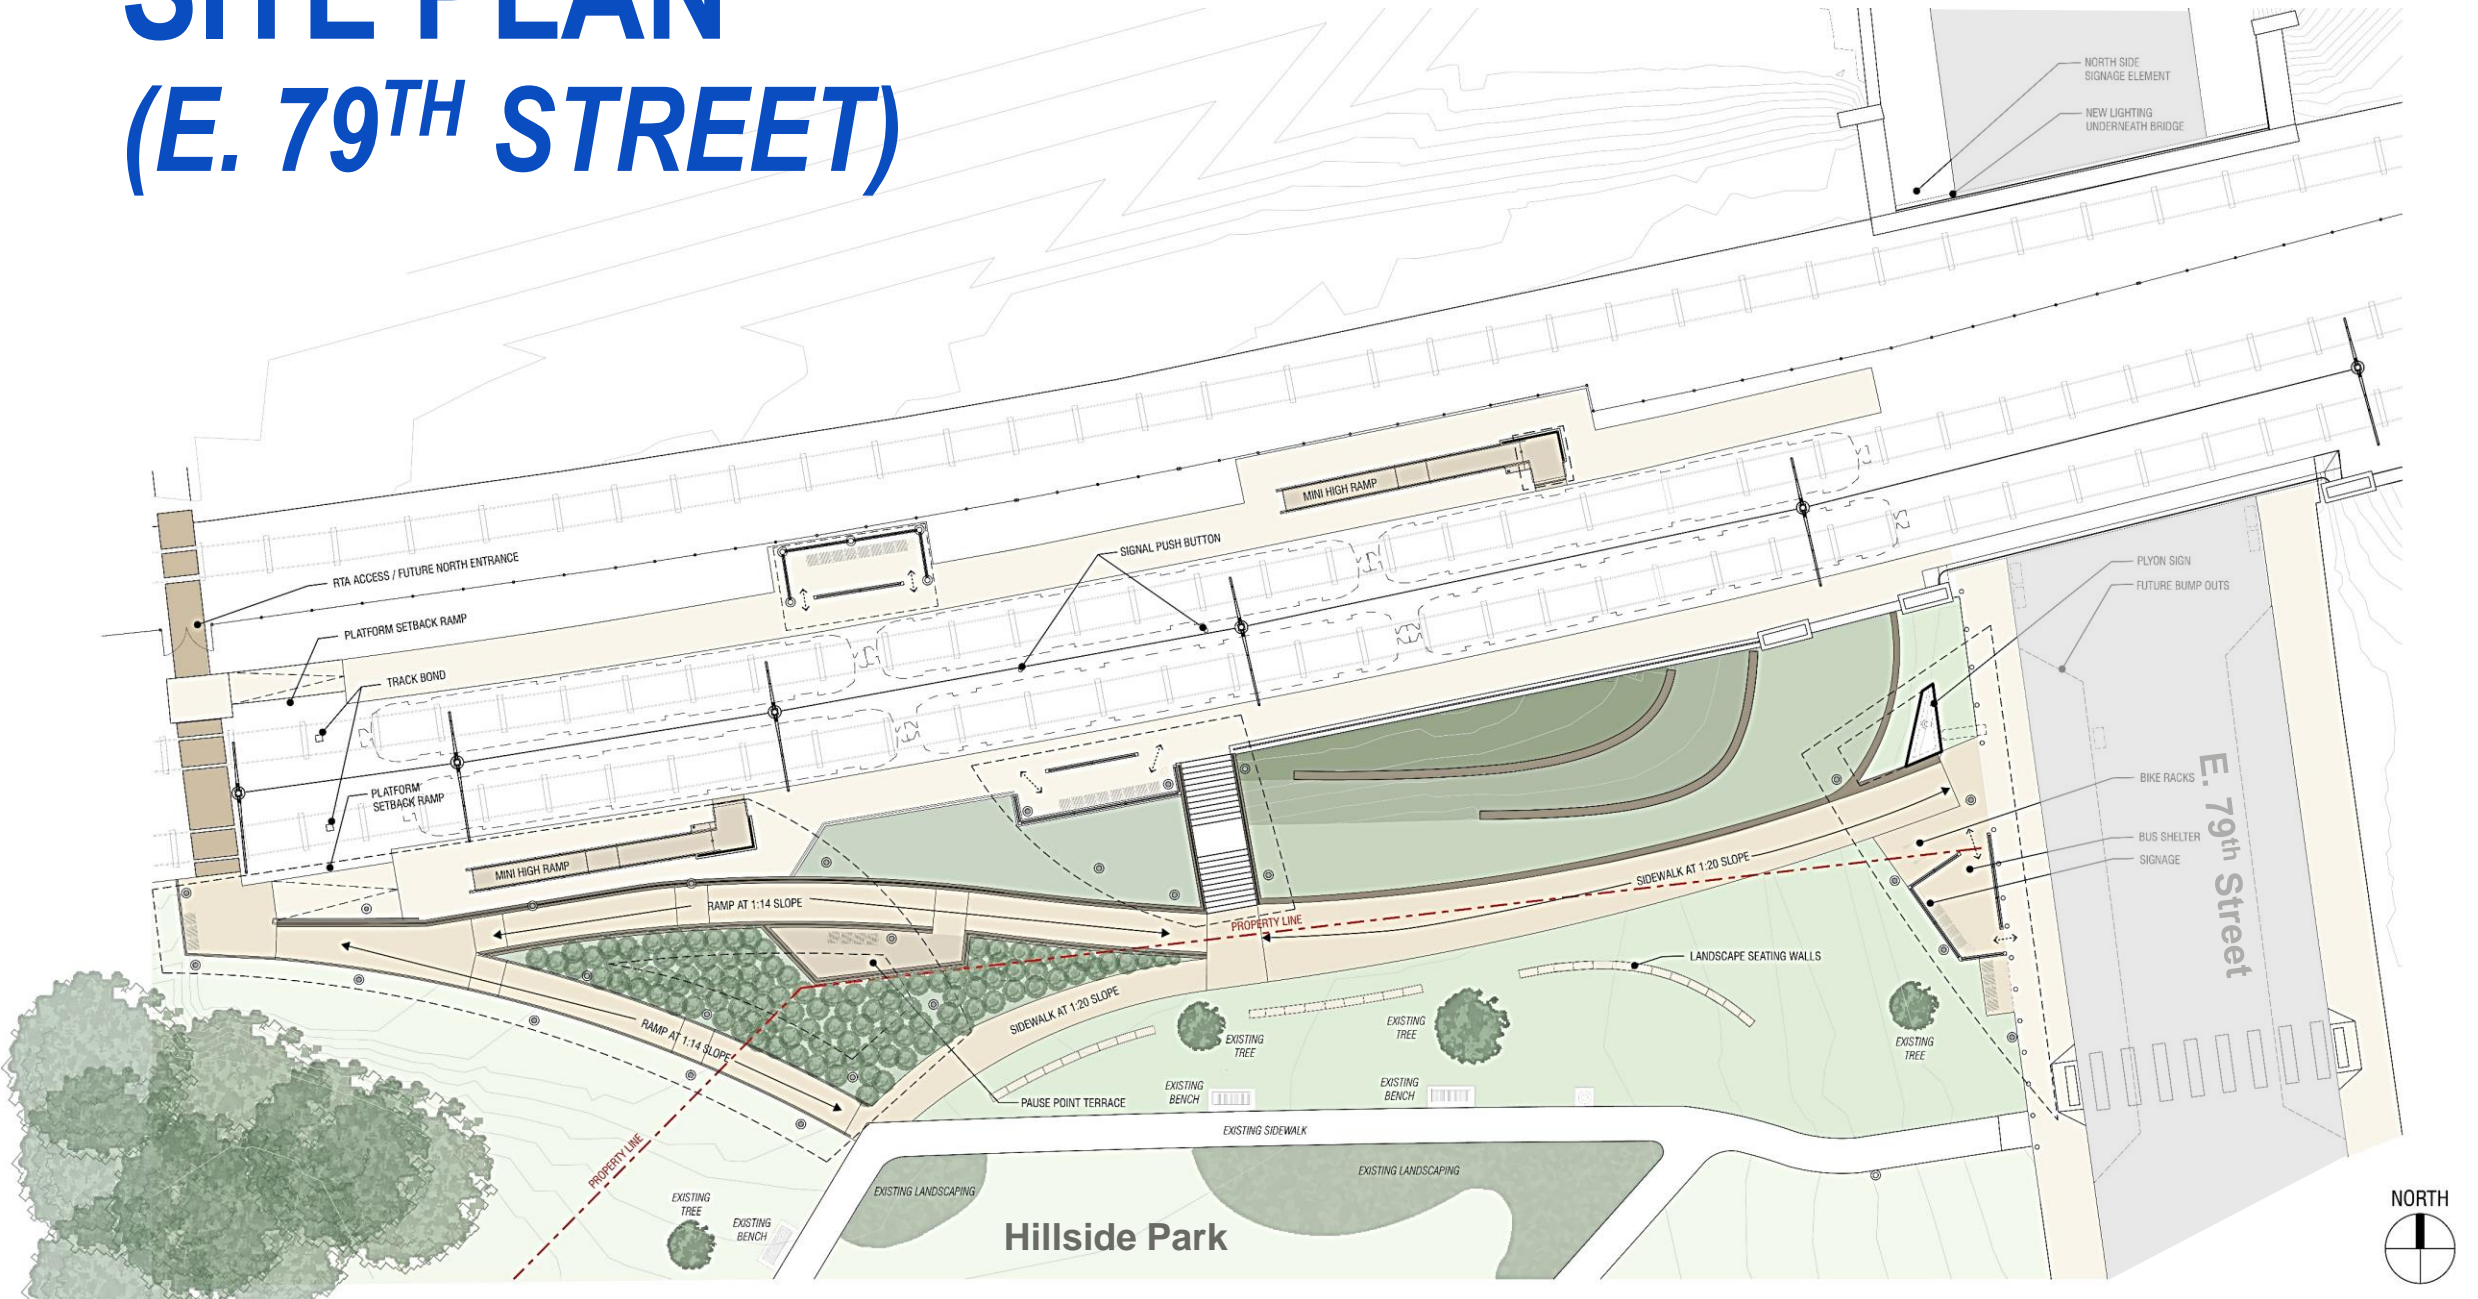 SITE PLAN
(E. 79TH STREET)
NORTH SIDE
SIGNAGE ELEMENT
NEW LIGHTING
UNDERNEATH BRIDGE
MINI HIGH RAMP
SIGNAL PUSH BUTTON
RTA ACCESS / FUTURE NORTH ENTRANCE
PLATFORM SETBACK RAMP
TRACK BOND
PLATFORM
SETBACK RAMP
MINI HIGH RAMP
PLYON SIGN
FUTURE BUMP OUTS
BIKE RACKS
BUS SHELTER
SIGNAGE
E. 79th Street
RAMP AT 1:14 SLOPE
SIDEWALK AT 1:20 SLOPE
PROPERTY LINE
LANDSCAPE SEATING WALLS
RAMP AT 1:14 SLOPE
SIDEWALK AT 1:20 SLOPE
EXISTING
TREE
EXISTING
TREE
EXISTING
TREE
EXISTING
BENCH
EXISTING
BENCH
PAUSE POINT TERRACE
EXISTING SIDEWALK
PROPERTY LINE
EXISTING LANDSCAPING
EXISTING LANDSCAPING
EXISTING
TREE
EXISTING
BENCH
Hillside Park
NORTH